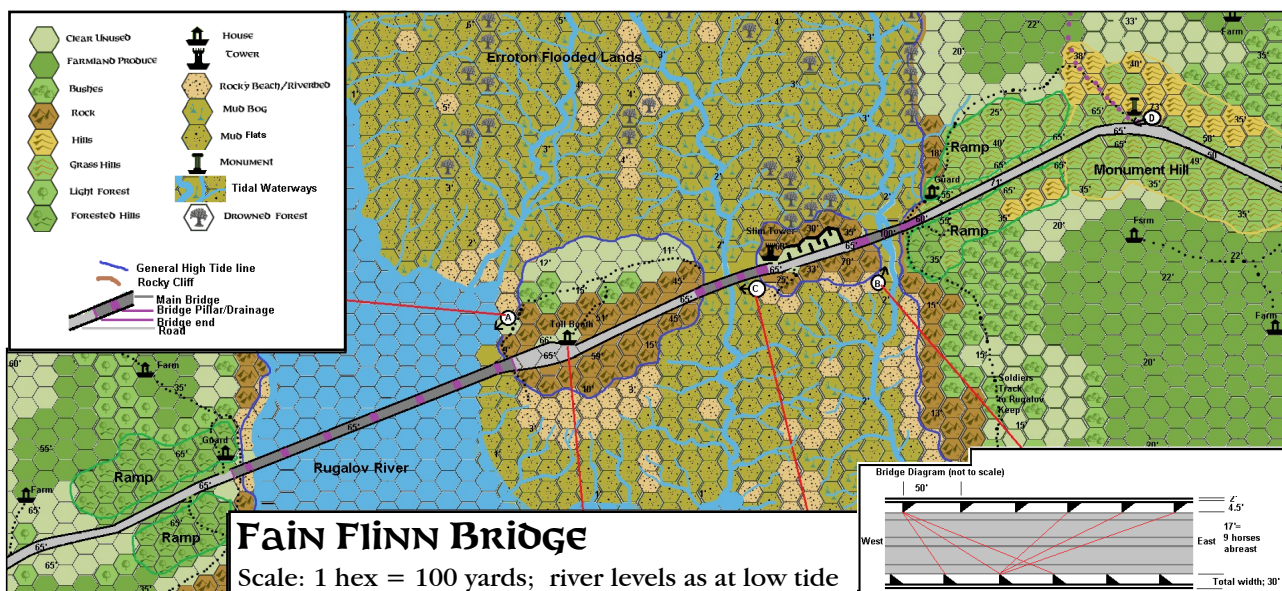 Clear Unused
Farmland Produce
Bushes
Rock
Hills
Grass Hills
Light Forest
Forested Hills
House
Tower
Rocky Beach/Riverbed
Mud Bog
Mud Flats
Monument
Tidal Waterways
Drowned Forest
General High Tide line
Rocky Cliff
Main Bridge
Bridge Pillar/Drainage
Bridge end
Road
Erroton Flooded Lands
Farm
Ramp
Guard
Monument Hill
Ramp
Farm
Farm
Slim Tower
A
B
C
D
Toll Booth
Soldiers
Track
to Rugalov
Keep
Farm
Guard
Ramp
Farm
Ramp
Rugalov River
Fain Flinn Bridge
Scale: 1 hex = 100 yards; river levels as at low tide
Bridge Diagram (not to scale)
50'
2'
4.5'
West
East
17'=
9 horses
abreast
Total width; 30'